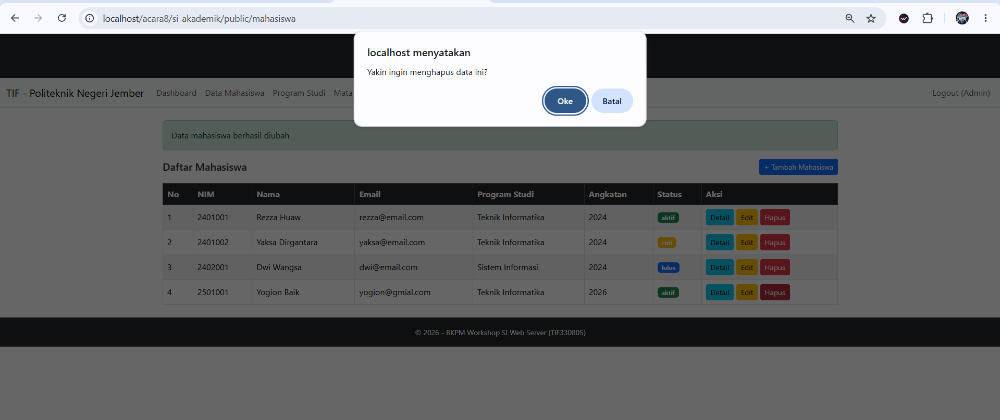 localhost/acara8/si-akademik/public/mahasiswa
localhost menyatakan
Yakin ingin menghapus data ini?
Oke Batal
TIF - Politeknik Negeri Jember Dashboard Data Mahasiswa Program Studi Mata Logout (Admin)
Data mahasiswa berhasil diubah
Daftar Mahasiswa + Tambah Mahasiswa
No NIM Nama Email Program Studi Angkatan Status Aksi
1 2401001 Rezza Huaw rezza@email.com Teknik Informatika 2024 aktif Detail Edit Hapus
2 2401002 Yaksa Dirgantara yaksa@email.com Teknik Informatika 2024 cuti Detail Edit Hapus
3 2402001 Dwi Wangsa dwi@email.com Sistem Informasi 2024 lulus Detail Edit Hapus
4 2501001 Yogion Baik yogion@gmial.com Teknik Informatika 2026 aktif Detail Edit Hapus
© 2026 - BKPM Workshop SI Web Server (TIF330805)